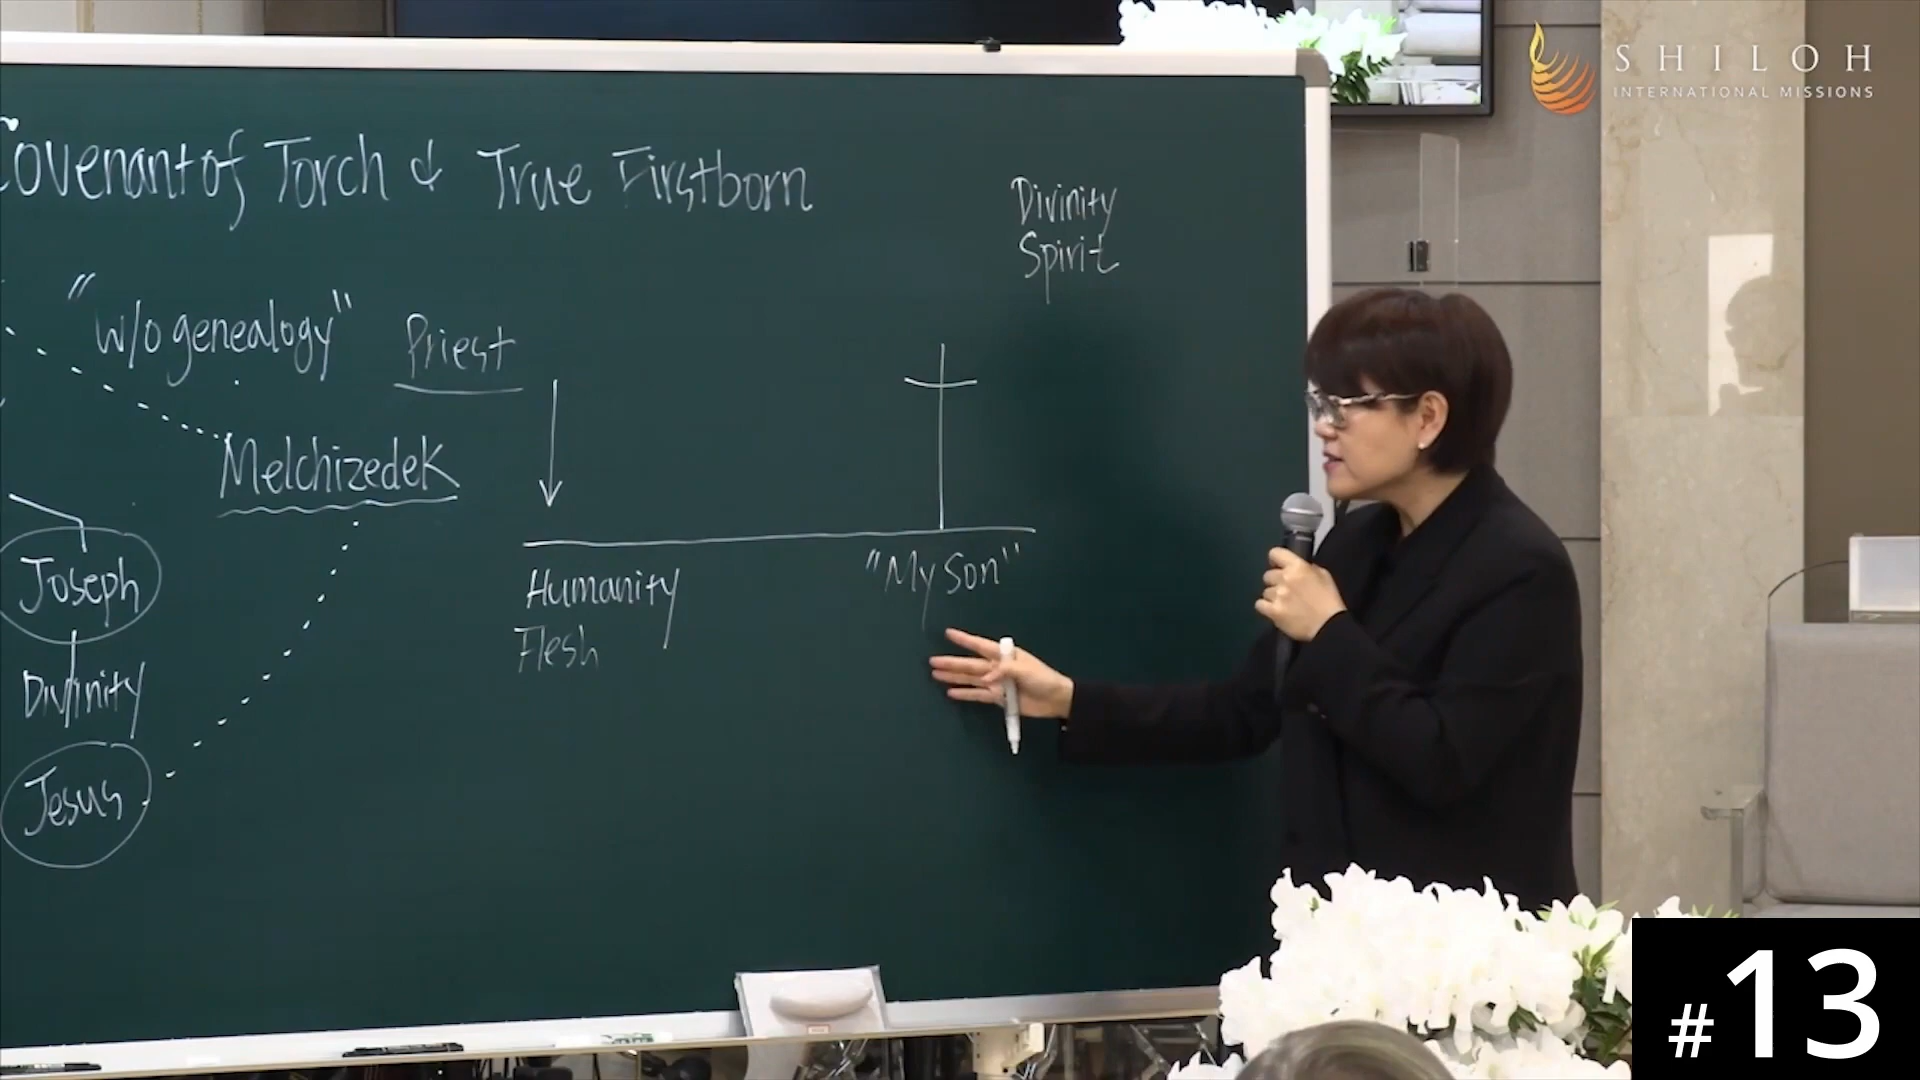 SHILOH
INTERNATIONAL MISSIONS
Covenant of Torch & True Firstborn
Divinity
Spirit
"w/o genealogy" Priest
Melchizedek
Joseph
Humanity
Flesh
"My Son"
Divinity
Jesus
#13